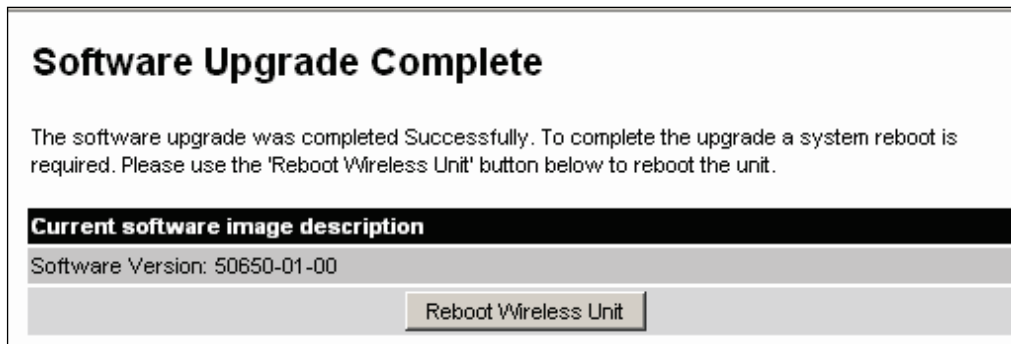 Software Upgrade Complete
The software upgrade was completed Successfully. To complete the upgrade a system reboot is
required. Please use the 'Reboot Wireless Unit' button below to reboot the unit.
Current software image description
Software Version: 50650-01-00
Reboot Wireless Unit